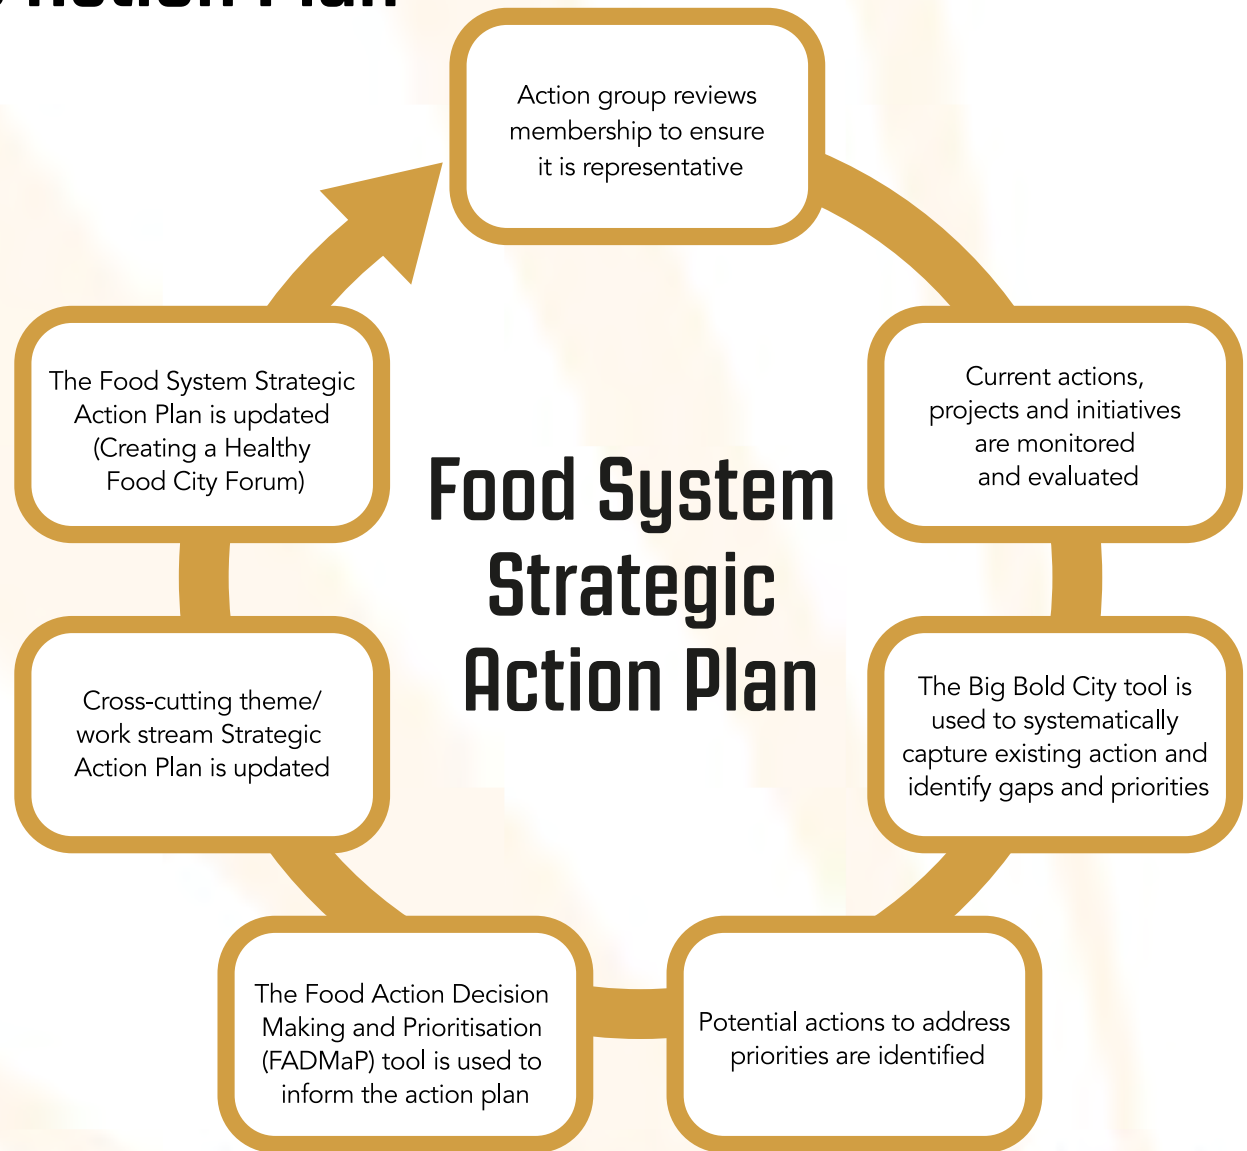 Action Plan
Action group reviews
membership to ensure
it is representative
Current actions,
projects and initiatives
are monitored
and evaluated
The Big Bold City tool is
used to systematically
capture existing action and
identify gaps and priorities
Potential actions to address
priorities are identified
The Food Action Decision
Making and Prioritisation
(FADMaP) tool is used to
inform the action plan
Cross-cutting theme/
work stream Strategic
Action Plan is updated
The Food System Strategic
Action Plan is updated
(Creating a Healthy
Food City Forum)
Food System
Strategic
Action Plan